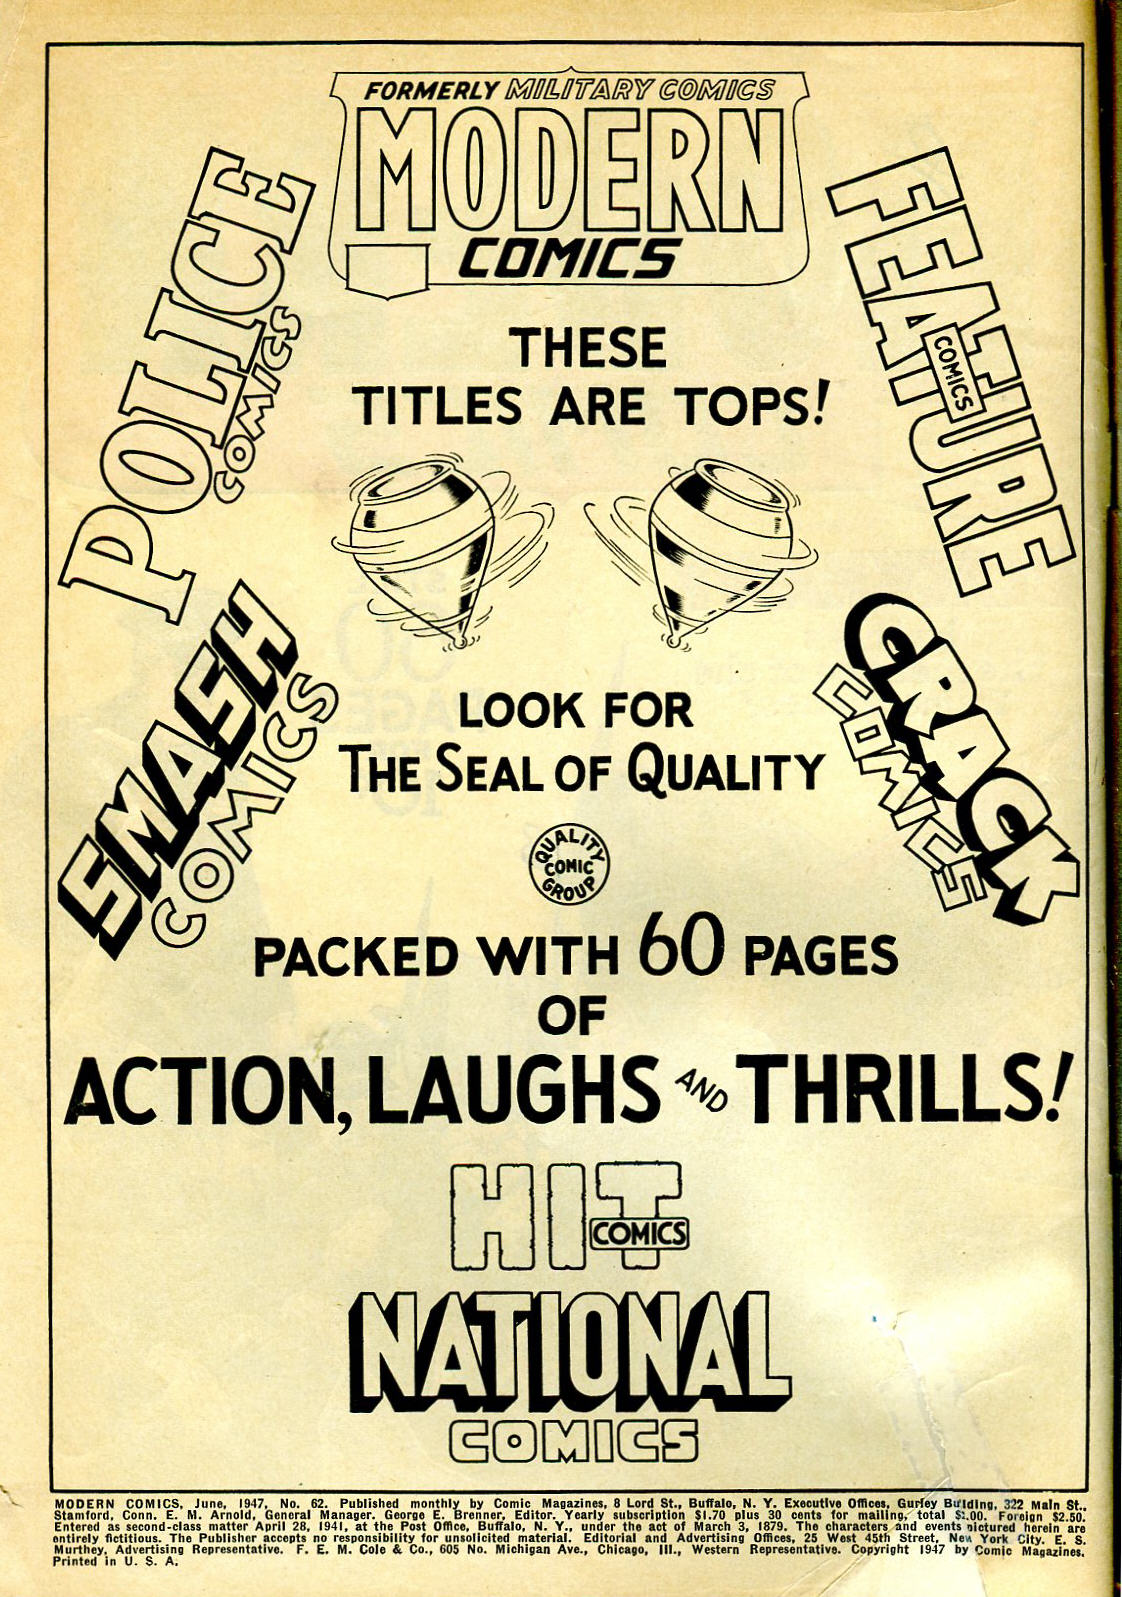 FORMERLY MILITARY COMICS
MODERN
COMICS
POLICE
COMICS
FEATURE
COMICS
THESE
TITLES ARE TOPS!
SMASH
COMICS
CRACK
COMICS
LOOK FOR
THE SEAL OF QUALITY
QUALITY
COMIC
GROUP
PACKED WITH 60 PAGES
OF
ACTION, LAUGHS AND THRILLS!
HIT
COMICS
NATIONAL
COMICS
MODERN COMICS, June, 1947, No. 62. Published monthly by Comic Magazines, 8 Lord St., Buffalo, N. Y. Executive Offices, Gurley Building, 322 Main St.,
Stamford, Conn. E. M. Arnold, General Manager. George E. Brenner, Editor. Yearly subscription $1.70 plus 30 cents for mailing, total $2.00. Foreign $2.50.
Entered as second-class matter April 28, 1941, at the Post Office, Buffalo, N. Y., under the act of March 3, 1879. The characters and events pictured herein are
entirely fictitious. The Publisher accepts no responsibility for unsolicited material. Editorial and Advertising Offices, 25 West 45th Street, New York City. E. S.
Murthey, Advertising Representative. F. E. M. Cole & Co., 605 No. Michigan Ave., Chicago, Ill., Western Representative. Copyright 1947 by Comic Magazines.
Printed in U. S. A.